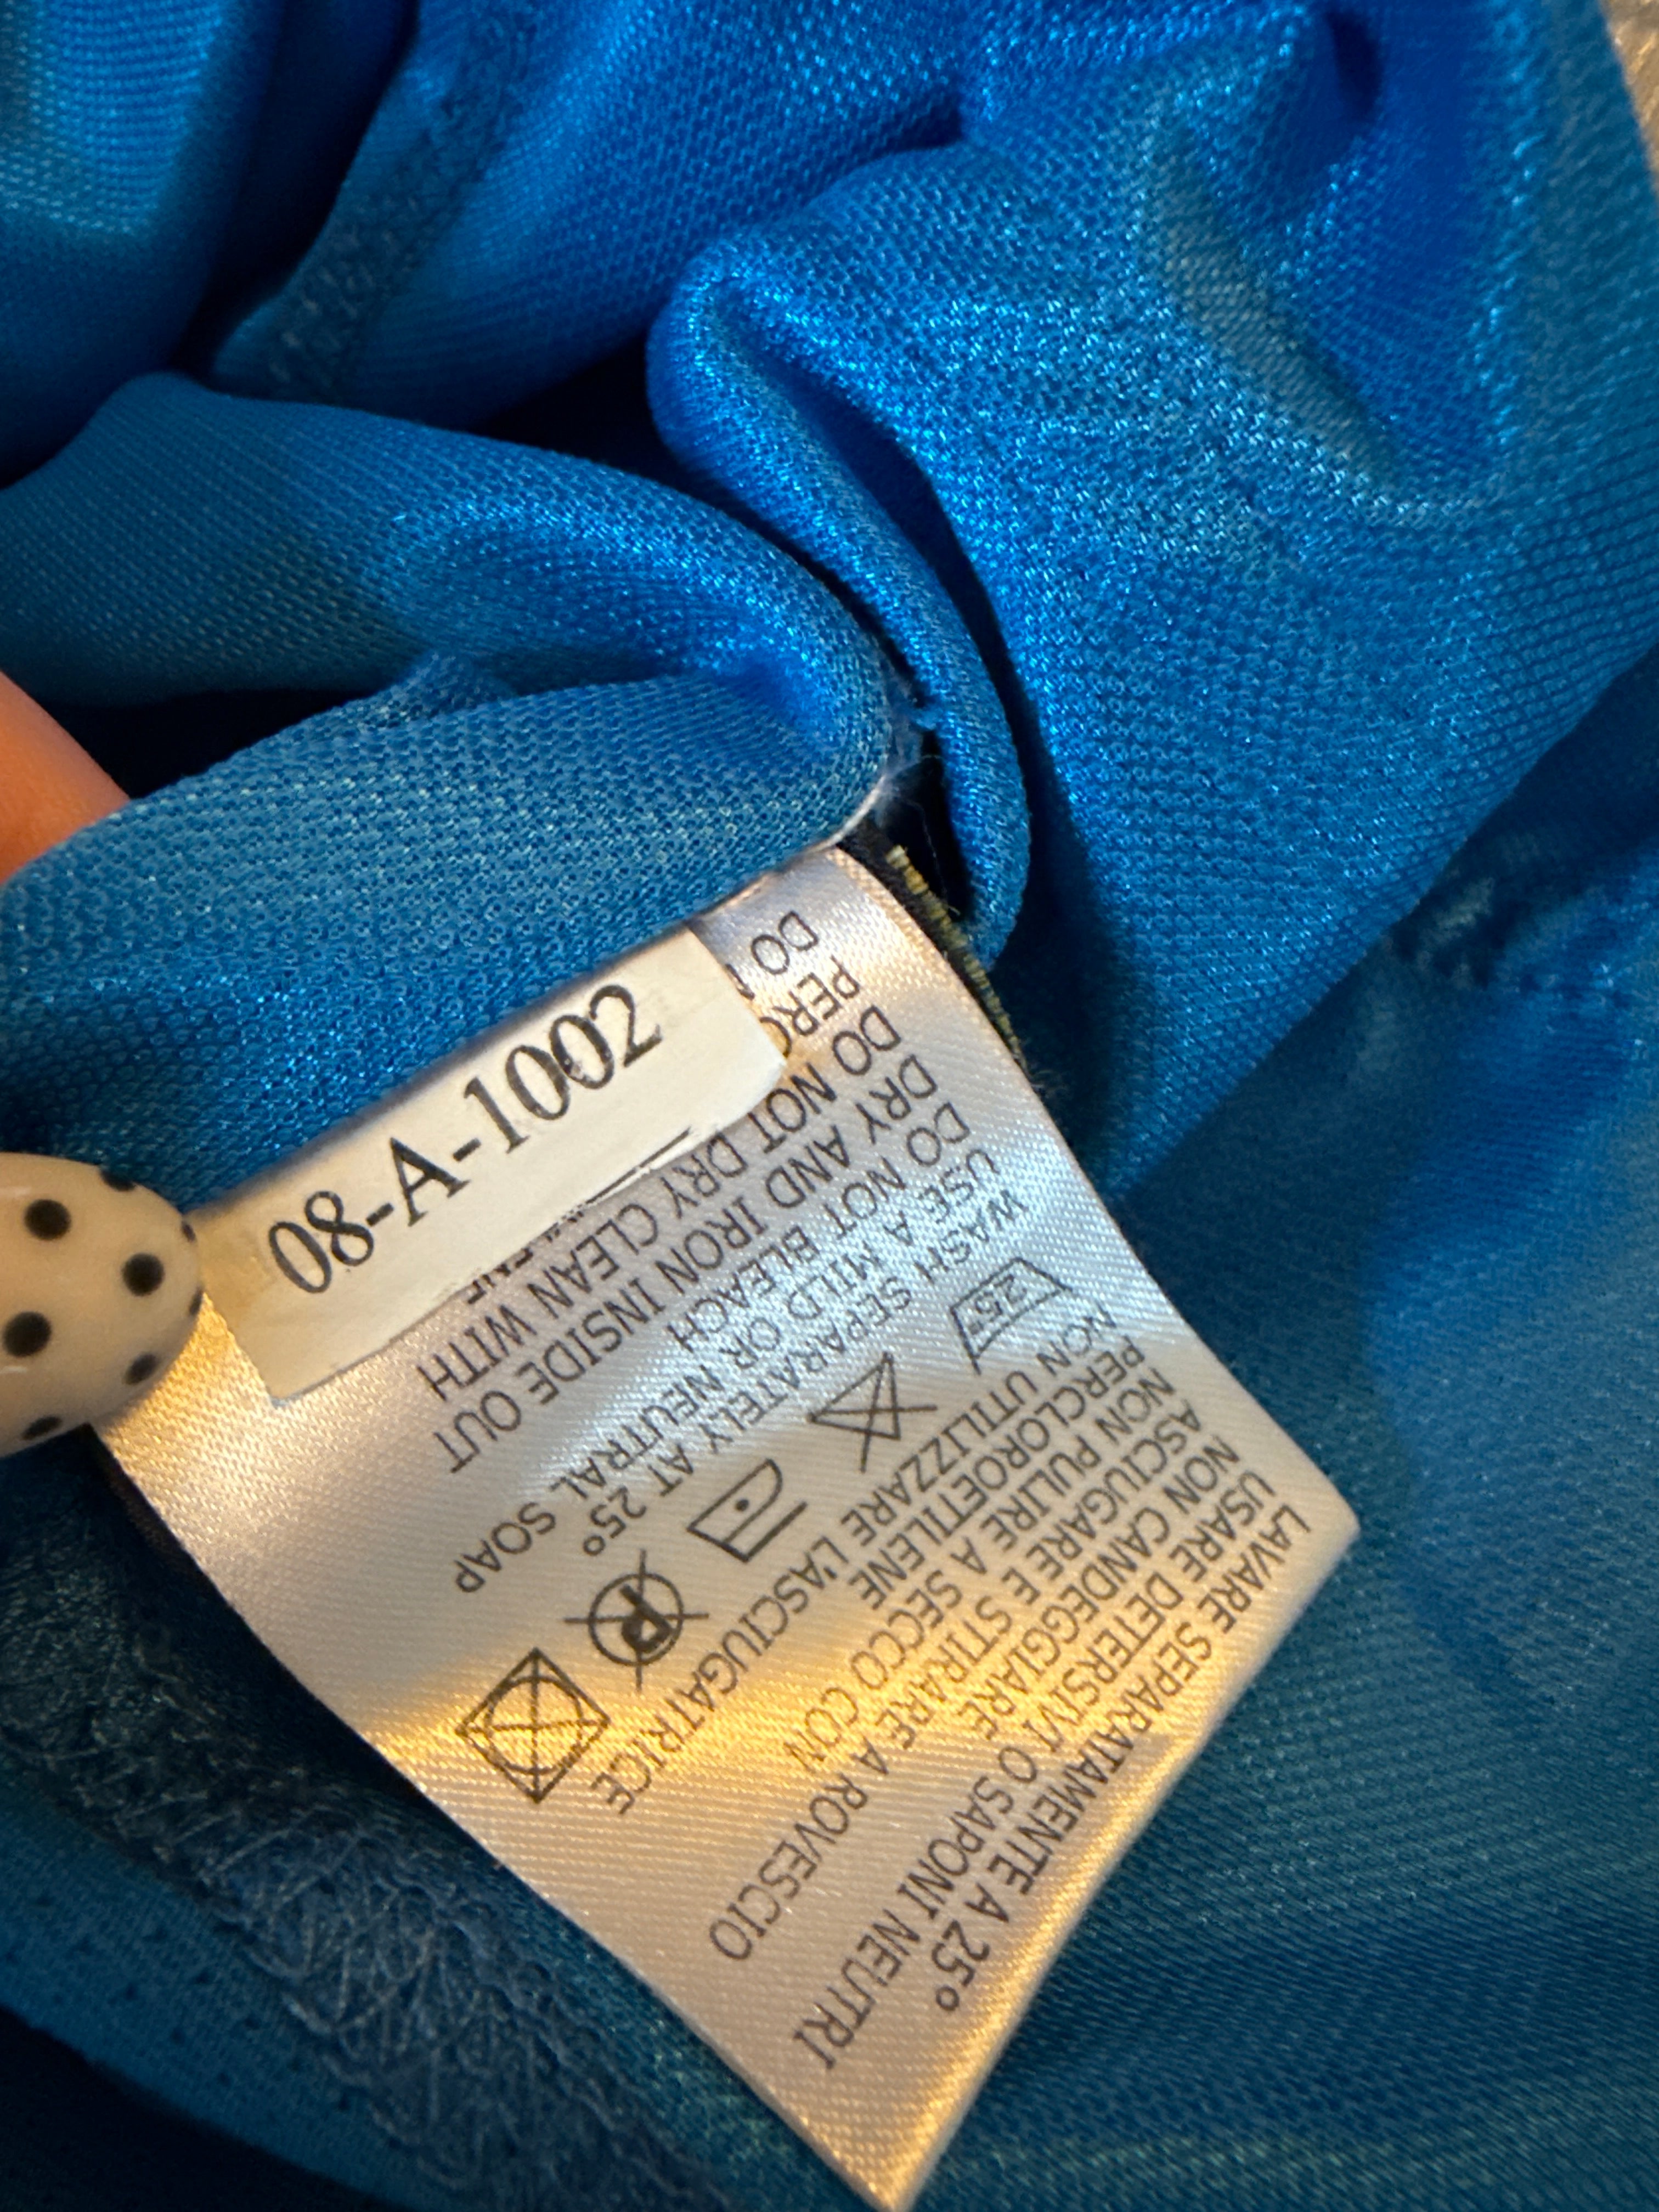 08-A-1002
LAVARE SEPARATAMENTE A 25°
USARE DETERSIVI O SAPONI NEUTRI
NON CANDEGGIARE
ASCIUGARE E STIRARE A ROVESCIO
NON PULIRE A SECCO CON
PERCLOROETILENE
NON UTILIZZARE L'ASCIUGATRICE
25°
P
WASH SEPARATELY AT 25°
USE A MILD OR NEUTRAL SOAP
DO NOT BLEACH
DRY AND IRON INSIDE OUT
DO NOT DRY CLEAN WITH
DO